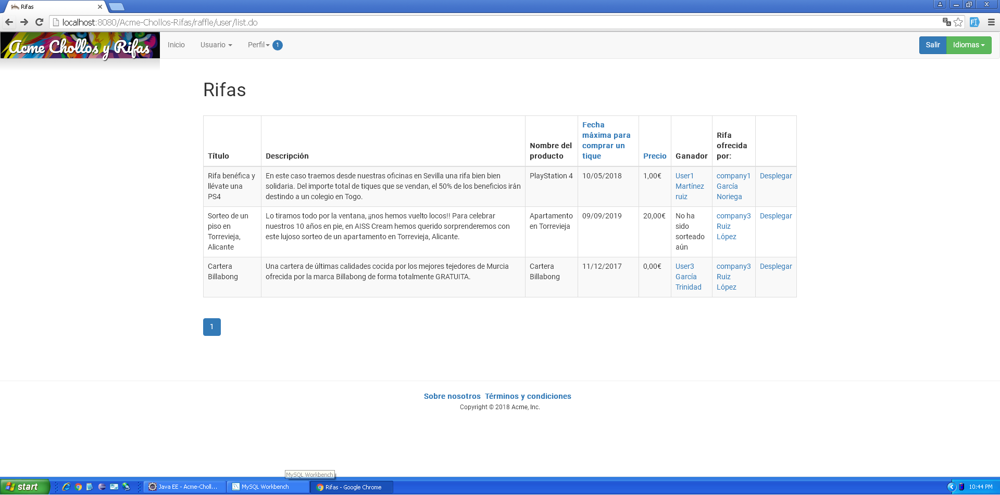 Rifas
localhost:8080/Acme-Chollos-Rifas/raffle/user/list.do
Acme Chollos y Rifas
Inicio
Usuario
Perfil
1
Salir
Idiomas
Rifas
Título
Descripción
Nombre del
producto
Fecha
máxima para
comprar un
tique
Precio
Ganador
Rifa
ofrecida
por:
Rifa benéfica y
llévate una
PS4
En este caso traemos desde nuestras oficinas en Sevilla una rifa bien bien
solidaria. Del importe total de tiques que se vendan, el 50% de los beneficios irán
destindo a un colegio en Togo.
PlayStation 4
10/05/2018
1,00€
User1
Martínez
ruiz
company1
García
Noriega
Desplegar
Sorteo de un
piso en
Torrevieja,
Alicante
Lo tiramos todo por la ventana, ¡¡nos hemos vuelto locos!! Para celebrar
nuestros 10 años en pie, en AISS Cream hemos querido sorprenderemos con
este lujoso sorteo de un apartamento en Torrevieja, Alicante.
Apartamento
en Torrevieja
09/09/2019
20,00€
No ha
sido
sorteado
aún
company3
Ruiz
López
Desplegar
Cartera
Billabong
Una cartera de últimas calidades cocida por los mejores tejedores de Murcia
ofrecida por la marca Billabong de forma totalmente GRATUITA.
Cartera
Billabong
11/12/2017
0,00€
User3
García
Trinidad
company3
Ruiz
López
Desplegar
1
Sobre nosotros Términos y condiciones
Copyright © 2018 Acme, Inc.
MySQL Workbench
start
Java EE - Acme-Choll...
MySQL Workbench
Rifas - Google Chrome
10:44 PM